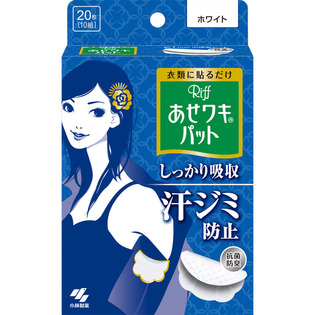 20枚
[10組]
ホワイト
衣類に貼るだけ
Riff
あせワキ®
パット
しっかり吸収
汗ジミ
防止
抗菌
防臭
小林製薬